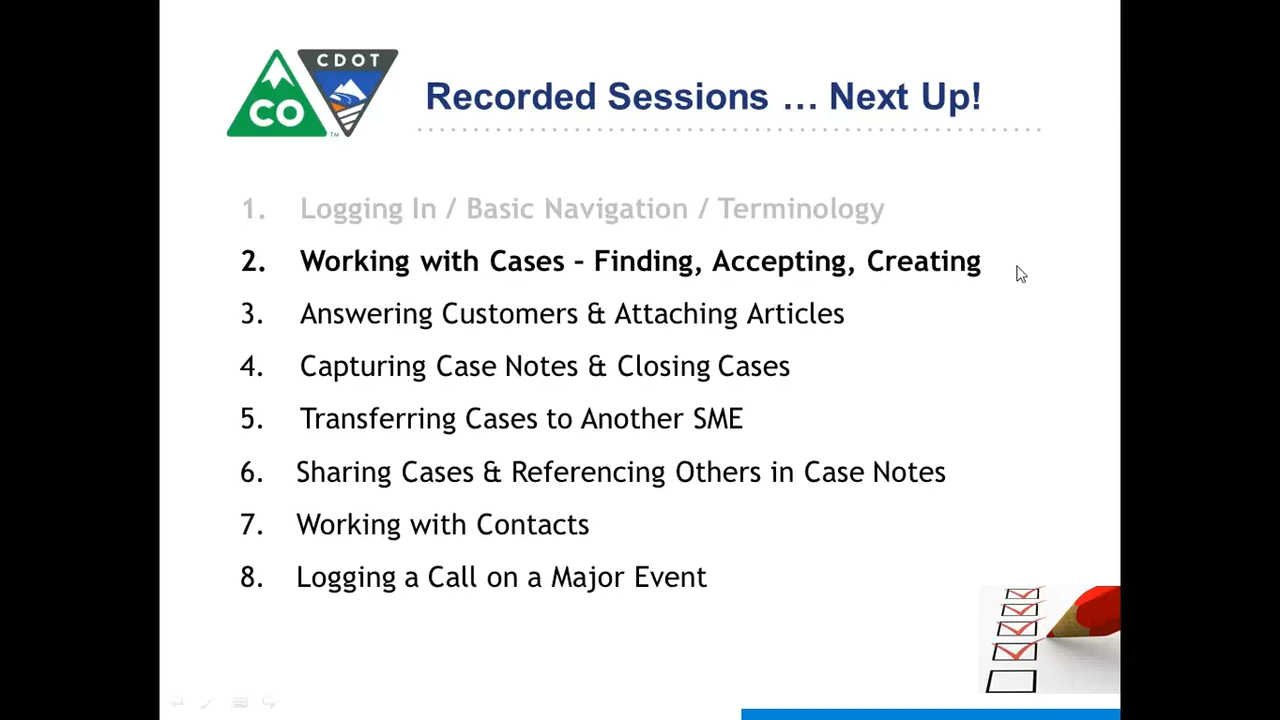 CDOT
CO
TM
Recorded Sessions … Next Up!
1. Logging In / Basic Navigation / Terminology
2. Working with Cases – Finding, Accepting, Creating
3. Answering Customers & Attaching Articles
4. Capturing Case Notes & Closing Cases
5. Transferring Cases to Another SME
6. Sharing Cases & Referencing Others in Case Notes
7. Working with Contacts
8. Logging a Call on a Major Event